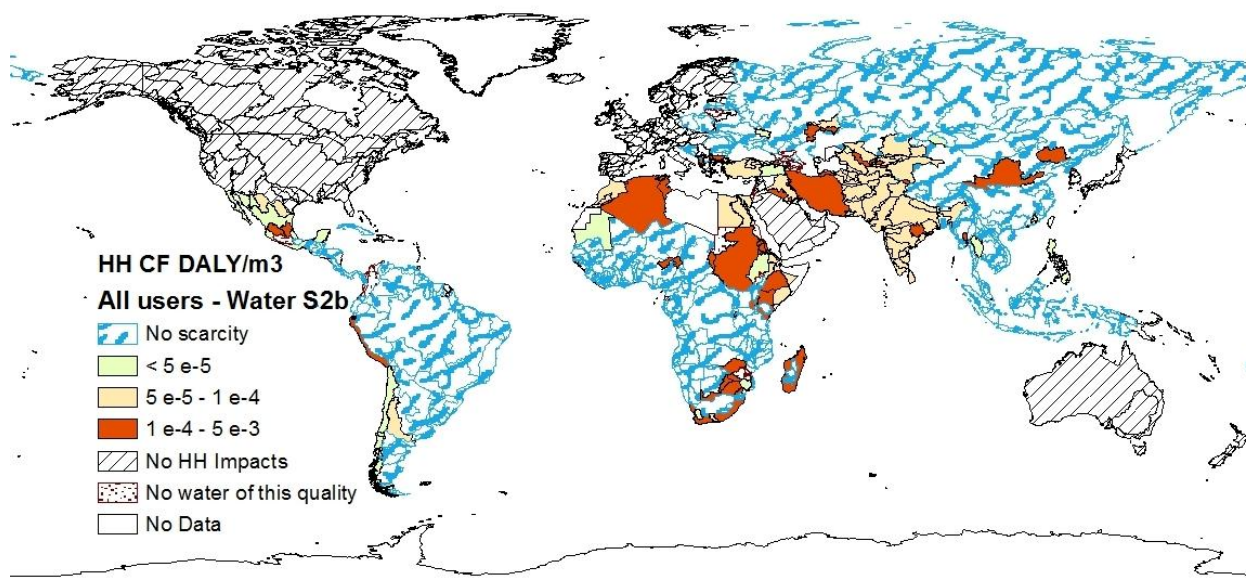 HH CF DALY/m3
All users - Water S2b
No scarcity
< 5 e-5
5 e-5 - 1 e-4
1 e-4 - 5 e-3
No HH Impacts
No water of this quality
No Data